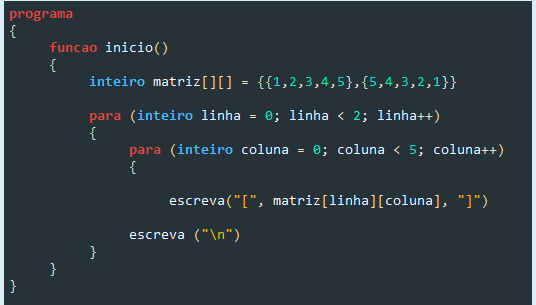 programa
{
funcao inicio()
{
inteiro matriz[][] = {{1,2,3,4,5},{5,4,3,2,1}}
para (inteiro linha = 0; linha < 2; linha++)
{
para (inteiro coluna = 0; coluna < 5; coluna++)
{
escreva("[", matriz[linha][coluna], "]")
escreva ("\n")
}
}
}